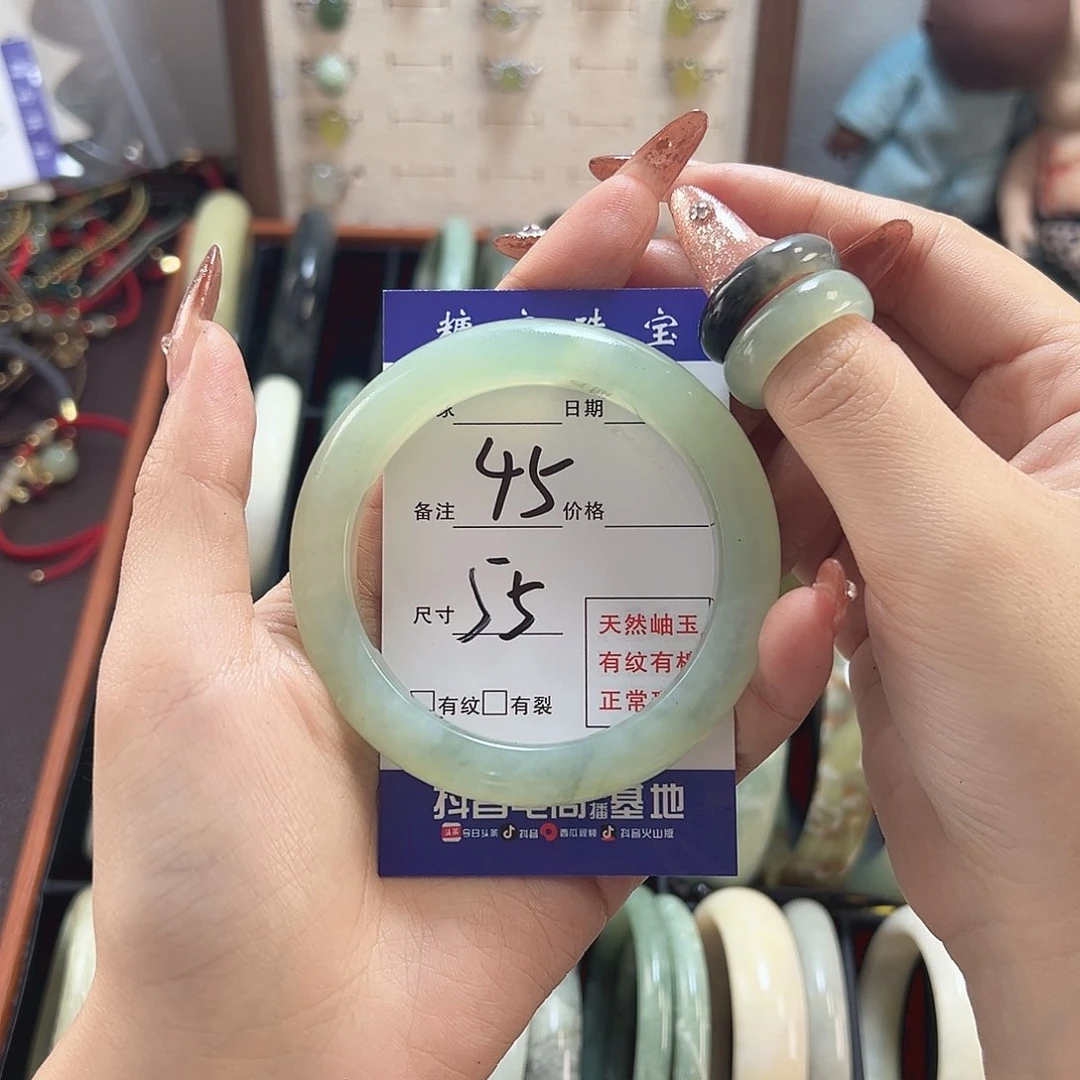 糖 珠 宝
日期
备注 45 价格
尺寸 55
天然岫玉
有纹有
正常
有纹 有裂
抖音电商 播基地
今日头条 抖音 西瓜视频 抖音火山版